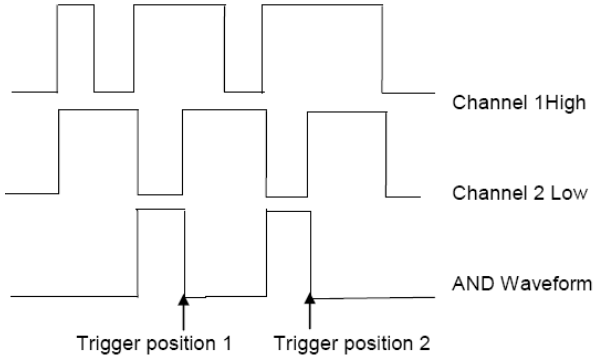 Channel 1High
Channel 2 Low
AND Waveform
Trigger position 1
Trigger position 2